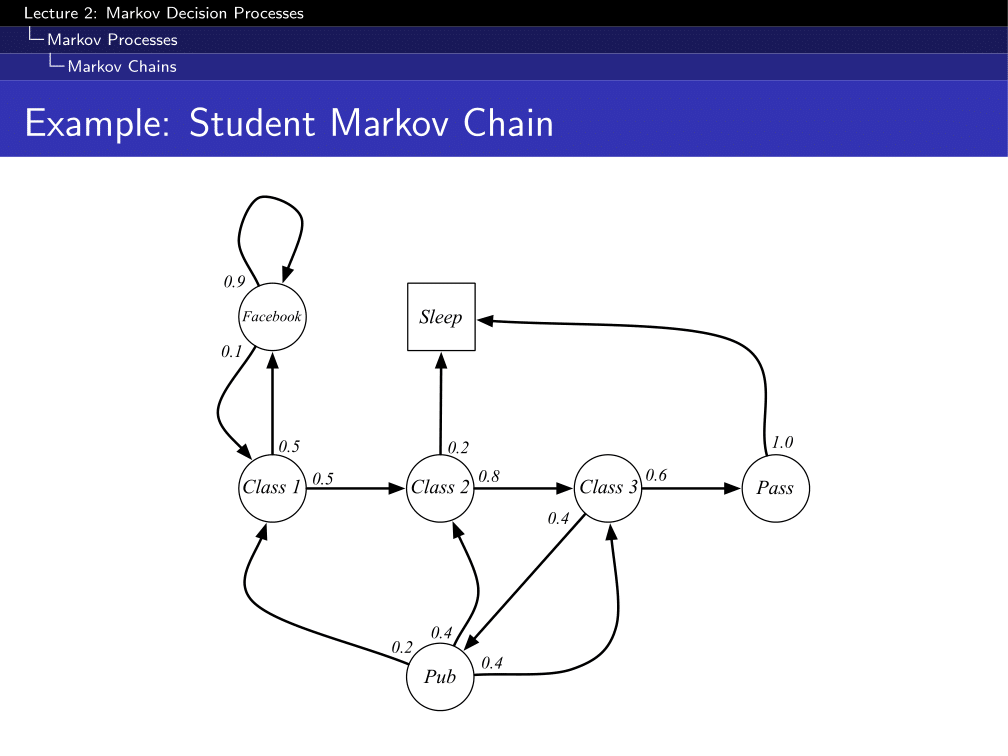 Lecture 2: Markov Decision Processes
Markov Processes
Markov Chains
Example: Student Markov Chain
0.9
Facebook
Sleep
0.1
1.0
0.5
0.2
Class 1
0.5
Class 2
0.8
Class 3
0.6
Pass
0.4
0.4
0.2
0.4
Pub